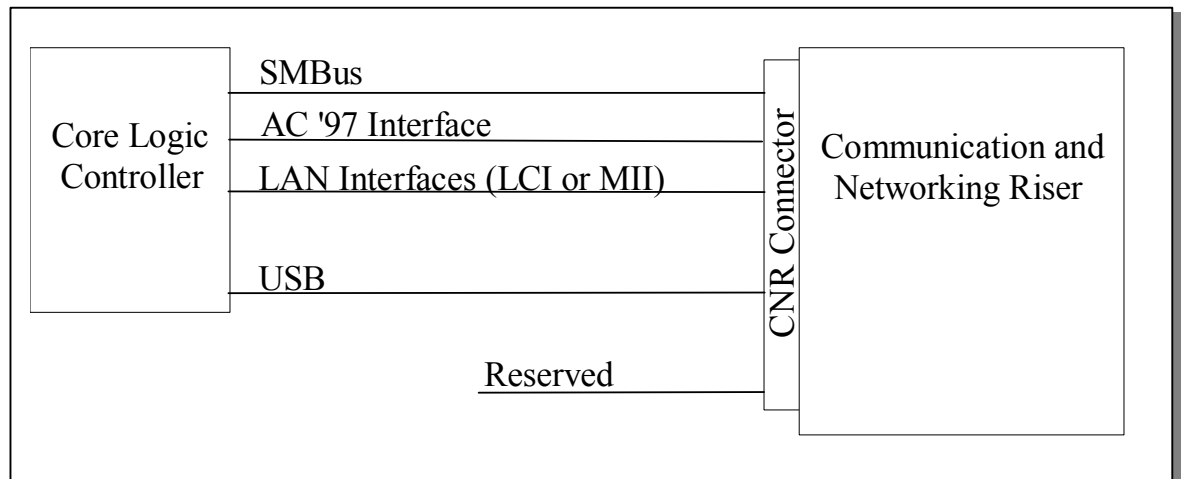 SMBus
AC '97 Interface
Core Logic
Controller
LAN Interfaces (LCI or MII)
USB
Reserved
CNR Connector
Communication and
Networking Riser